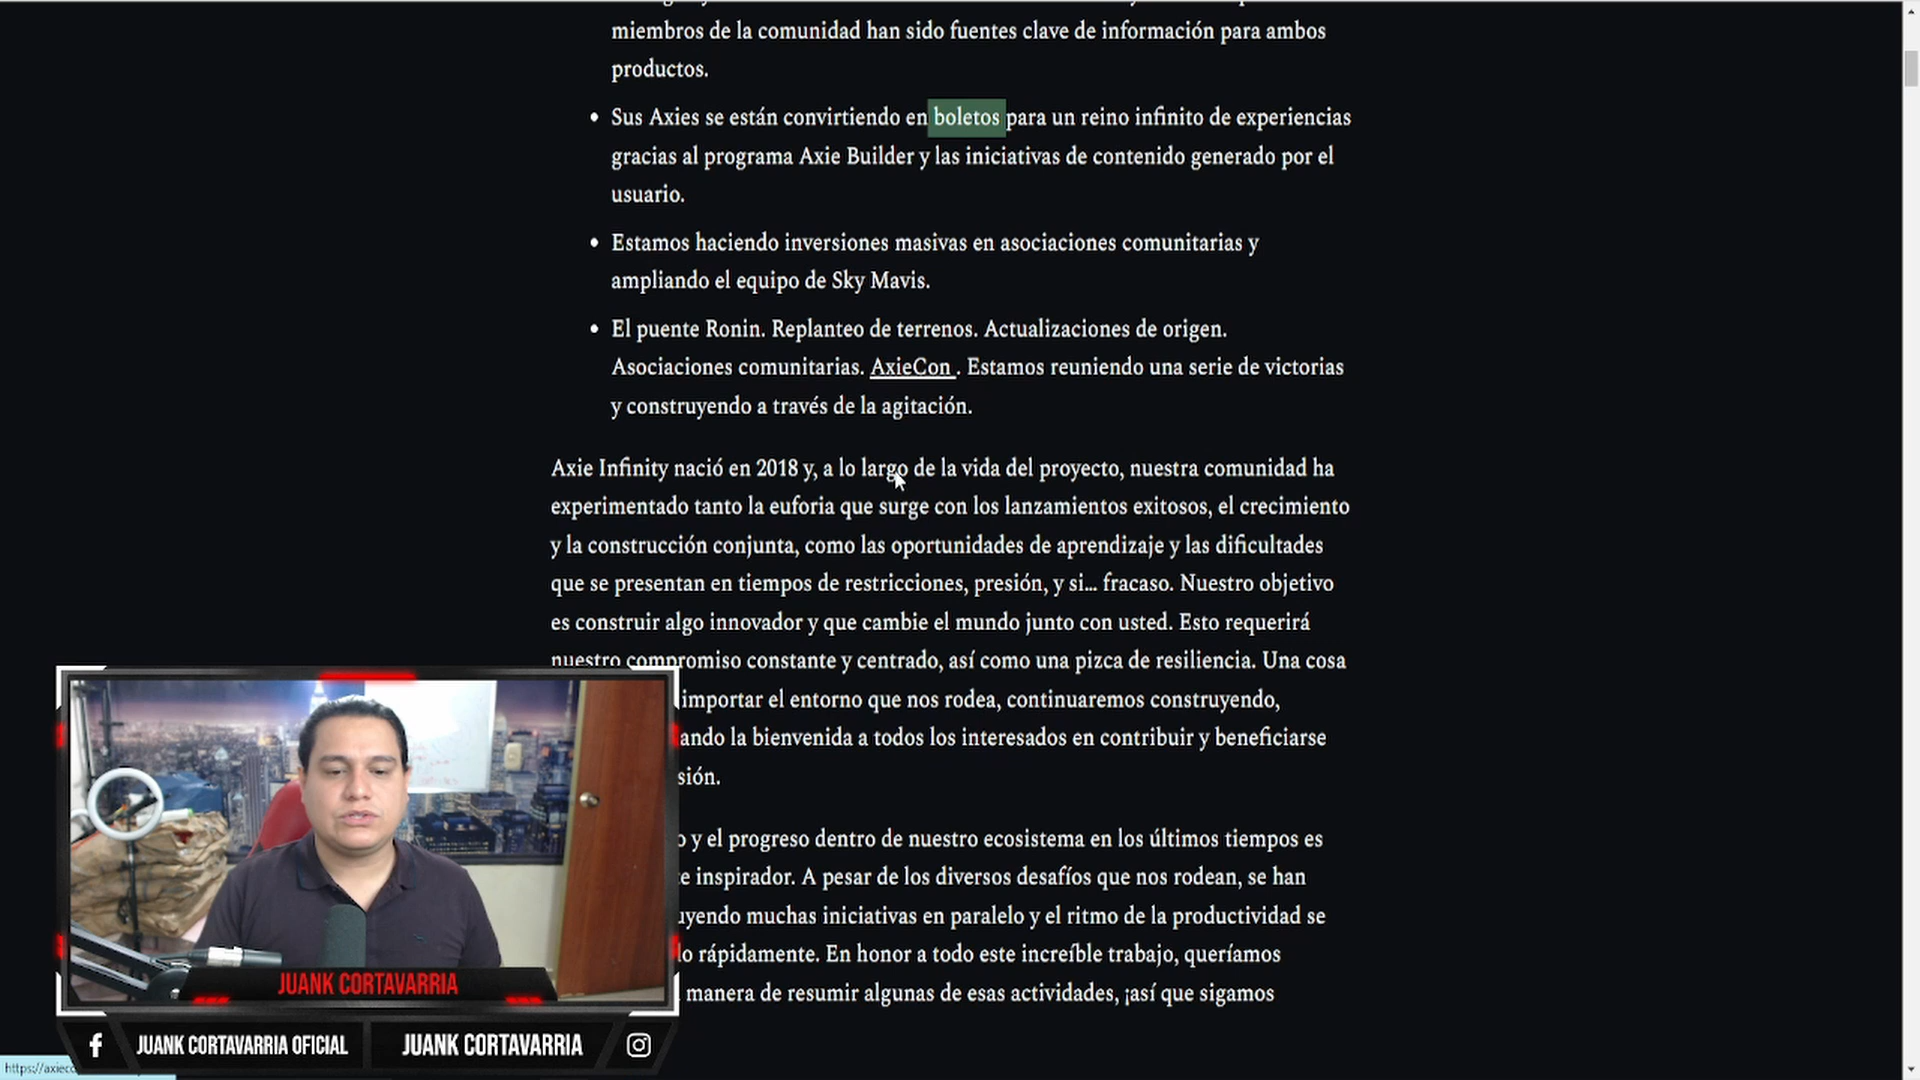 miembros de la comunidad han sido fuentes clave de información para ambos
productos.
Sus Axies se están convirtiendo en boletos para un reino infinito de experiencias
gracias al programa Axie Builder y las iniciativas de contenido generado por el
usuario.
Estamos haciendo inversiones masivas en asociaciones comunitarias y
ampliando el equipo de Sky Mavis.
El puente Ronin. Replanteo de terrenos. Actualizaciones de origen.
Asociaciones comunitarias. AxieCon . Estamos reuniendo una serie de victorias
y construyendo a través de la agitación.
Axie Infinity nació en 2018 y, a lo largo de la vida del proyecto, nuestra comunidad ha
experimentado tanto la euforia que surge con los lanzamientos exitosos, el crecimiento
y la construcción conjunta, como las oportunidades de aprendizaje y las dificultades
que se presentan en tiempos de restricciones, presión, y si... fracaso. Nuestro objetivo
es construir algo innovador y que cambie el mundo junto con usted. Esto requerirá
nuestro compromiso constante y centrado, así como una pizca de resiliencia. Una cosa
importar el entorno que nos rodea, continuaremos construyendo,
ando la bienvenida a todos los interesados en contribuir y beneficiarse
sión.
o y el progreso dentro de nuestro ecosistema en los últimos tiempos es
inspirador. A pesar de los diversos desafíos que nos rodean, se han
uyendo muchas iniciativas en paralelo y el ritmo de la productividad se
do rápidamente. En honor a todo este increíble trabajo, queríamos
manera de resumir algunas de esas actividades, ¡así que sigamos
JUANK CORTAVARRIA
JUANK CORTAVARRIA OFICIAL
JUANK CORTAVARRIA
https://axiec